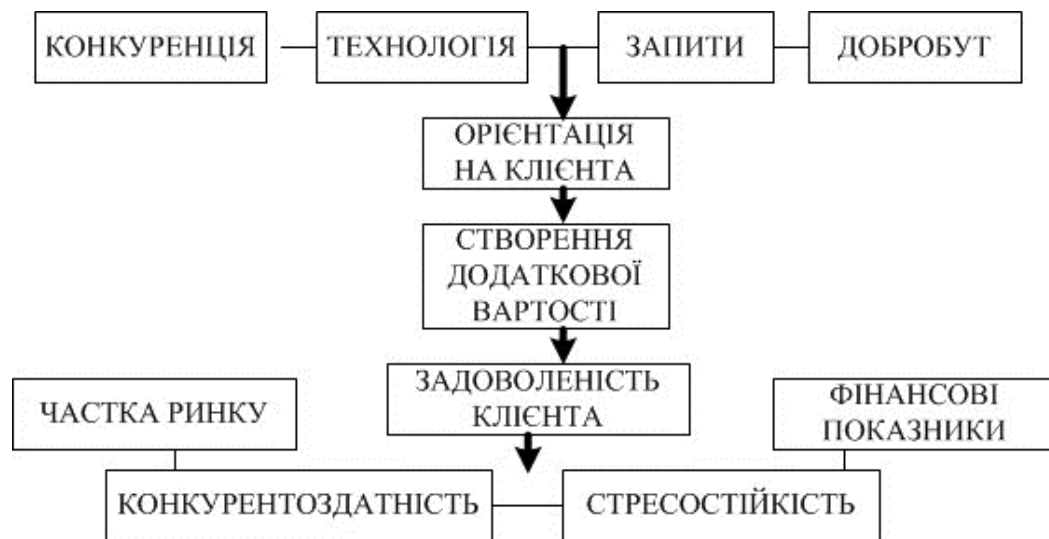 КОНКУРЕНЦІЯ
ТЕХНОЛОГІЯ
ЗАПИТИ
ДОБРОБУТ
ОРІЄНТАЦІЯ
НА КЛІЄНТА
СТВОРЕННЯ
ДОДАТКОВОЇ
ВАРТОСТІ
ЗАДОВОЛЕНІСТЬ
КЛІЄНТА
ЧАСТКА РИНКУ
ФІНАНСОВІ
ПОКАЗНИКИ
КОНКУРЕНТОЗДАТНІСТЬ
СТРЕСОСТІЙКІСТЬ